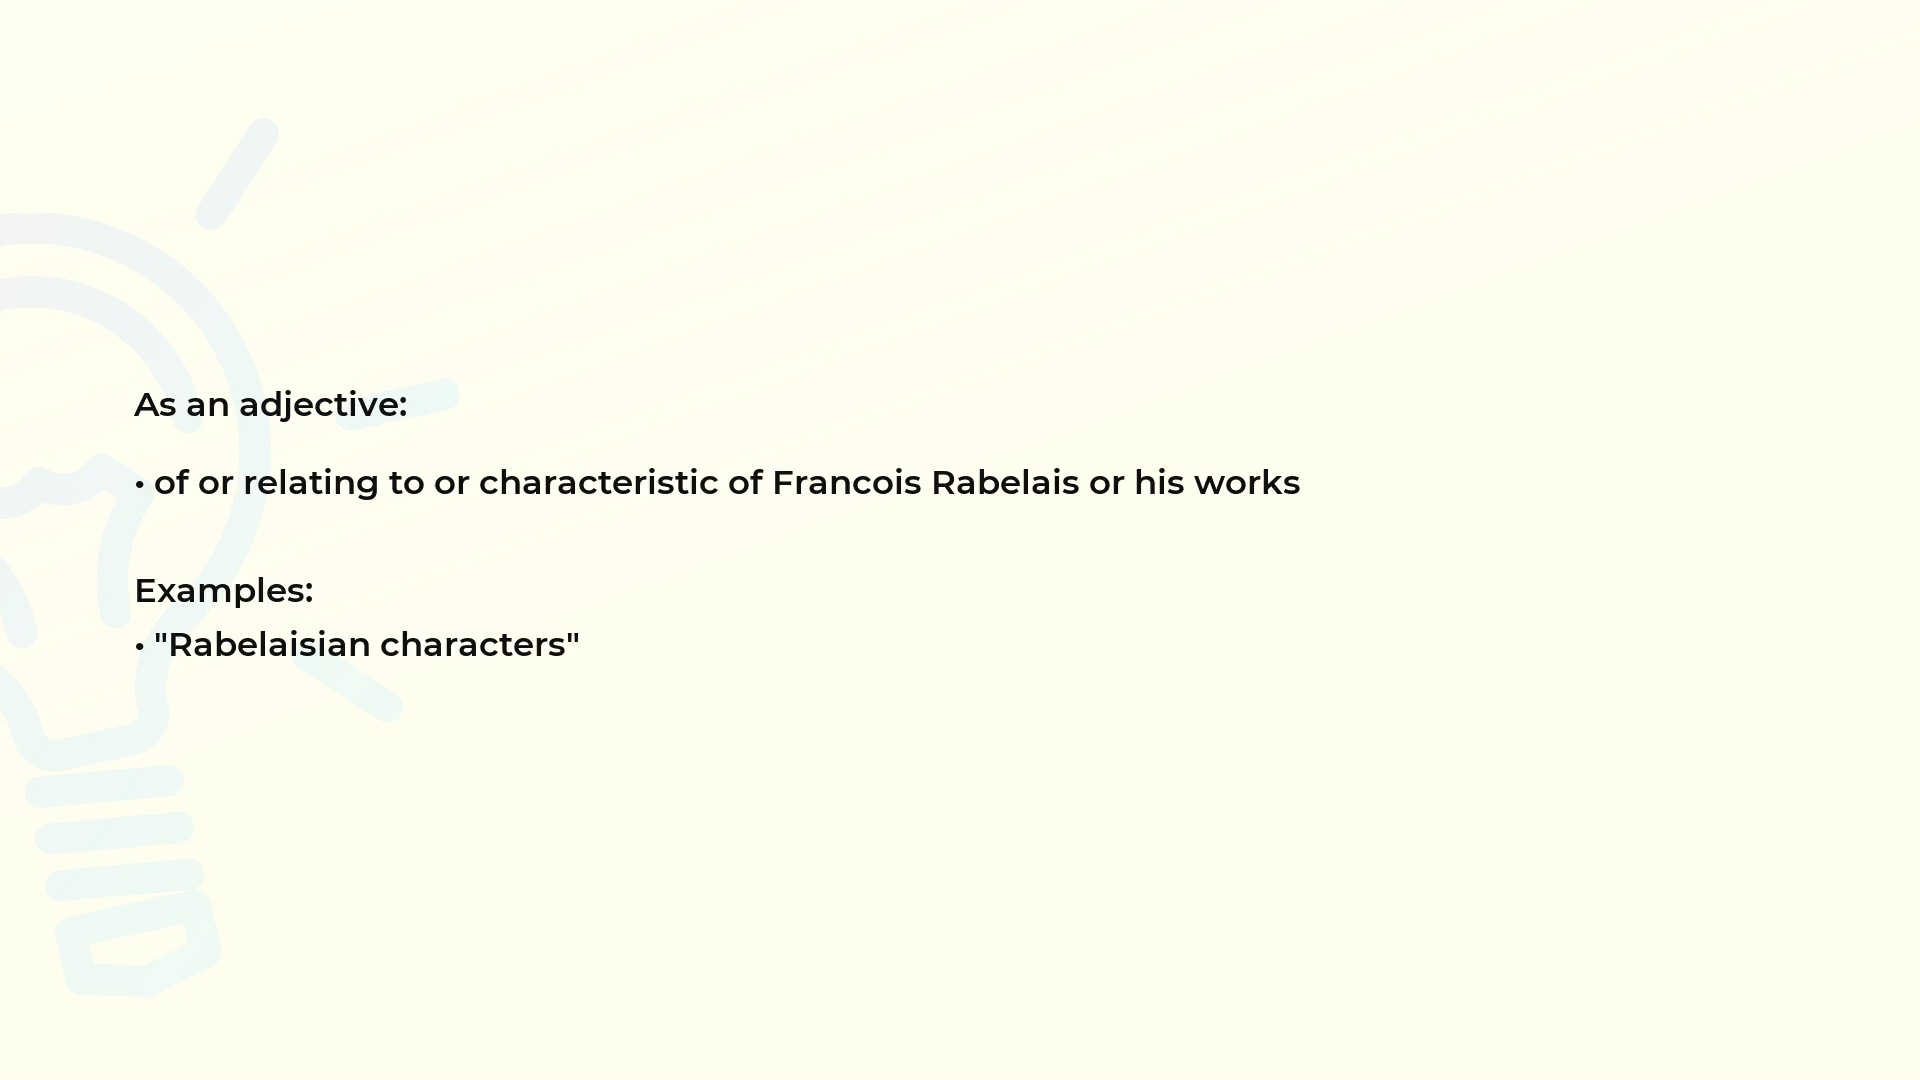 As an adjective:
• of or relating to or characteristic of Francois Rabelais or his works
Examples:
• "Rabelaisian characters"